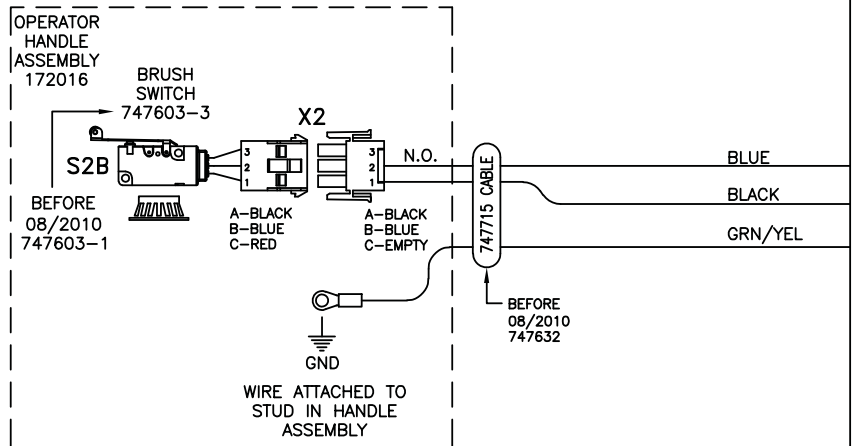 OPERATOR
HANDLE
ASSEMBLY
172016
BRUSH
SWITCH
747603-3
X2
S2B
3
2
1
3
2
1
N.O.
BLUE
BLACK
GRN/YEL
747715 CABLE
BEFORE
08/2010
747603-1
A-BLACK
B-BLUE
C-RED
A-BLACK
B-BLUE
C-EMPTY
BEFORE
08/2010
747632
GND
WIRE ATTACHED TO
STUD IN HANDLE
ASSEMBLY